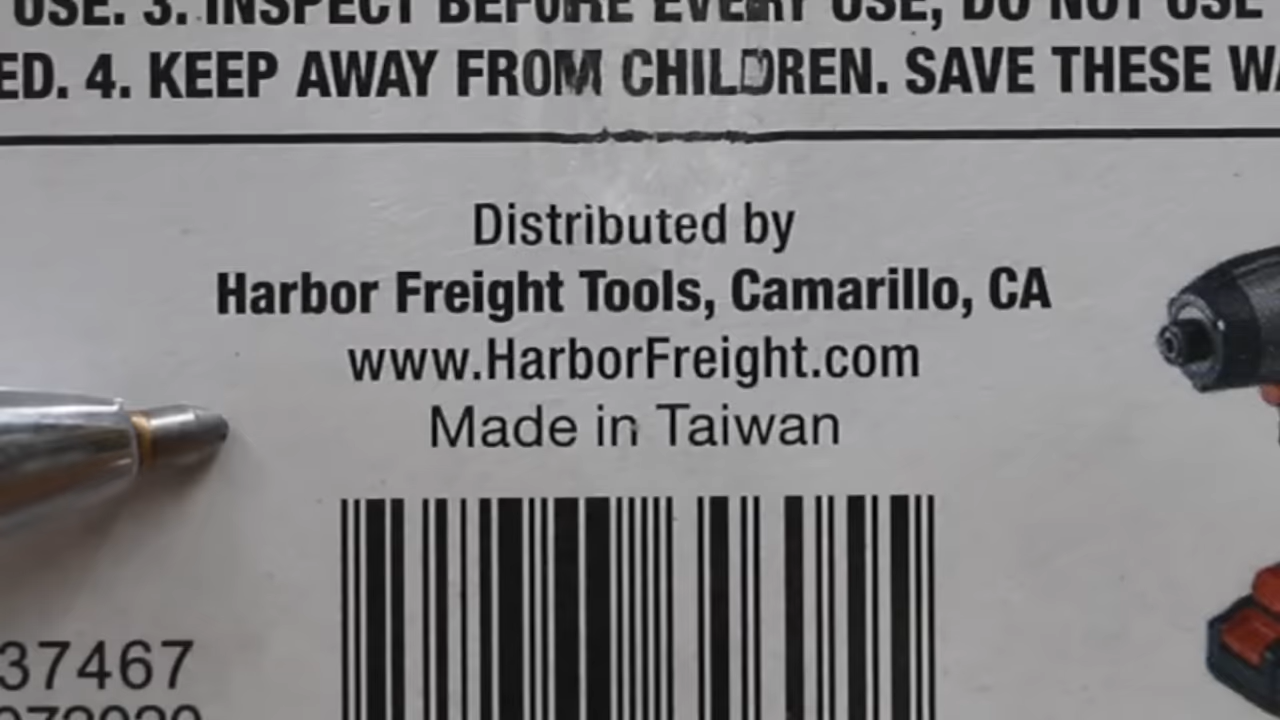 USE. 3. INSPECT BEFORE EVERY USE, DO NOT USE
ED. 4. KEEP AWAY FROM CHILDREN. SAVE THESE WA
Distributed by
Harbor Freight Tools, Camarillo, CA
www.HarborFreight.com
Made in Taiwan
37467